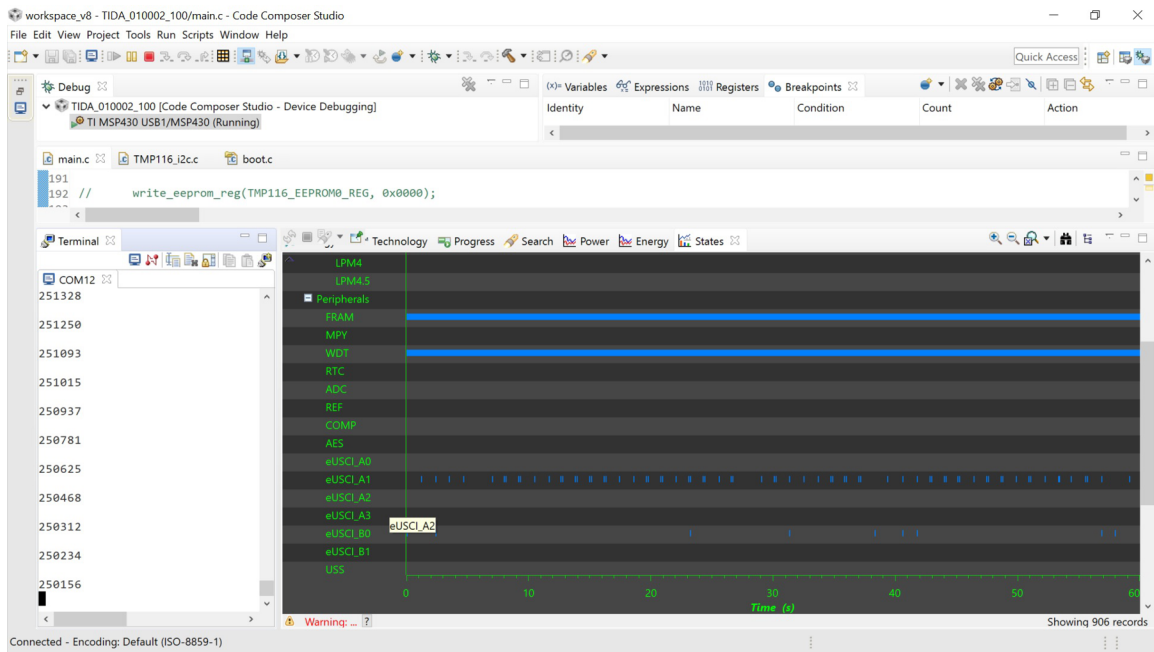 workspace_v8 - TIDA_010002_100/main.c - Code Composer Studio
File Edit View Project Tools Run Scripts Window Help
Quick Access
Debug
(x)= Variables Expressions 1010 Registers Breakpoints
TIDA_010002_100 [Code Composer Studio - Device Debugging]
TI MSP430 USB1/MSP430 (Running)
Identity Name Condition Count Action
main.c TMP116_i2c.c boot.c
191
192 // write_eeprom_reg(TMP116_EEPROM0_REG, 0x0000);
Terminal
Technology Progress Search Power Energy States
COM12
251328
251250
251093
251015
250937
250781
250625
250468
250312
250234
250156
LPM4
LPM4.5
Peripherals
FRAM
MPY
WDT
RTC
ADC
REF
COMP
AES
eUSCI_A0
eUSCI_A1
eUSCI_A2
eUSCI_A3
eUSCI_A2
eUSCI_B0
eUSCI_B1
USS
0 10 20 30 40 50 60
Time (s)
Warning: ... ?
Showing 906 records
Connected - Encoding: Default (ISO-8859-1)